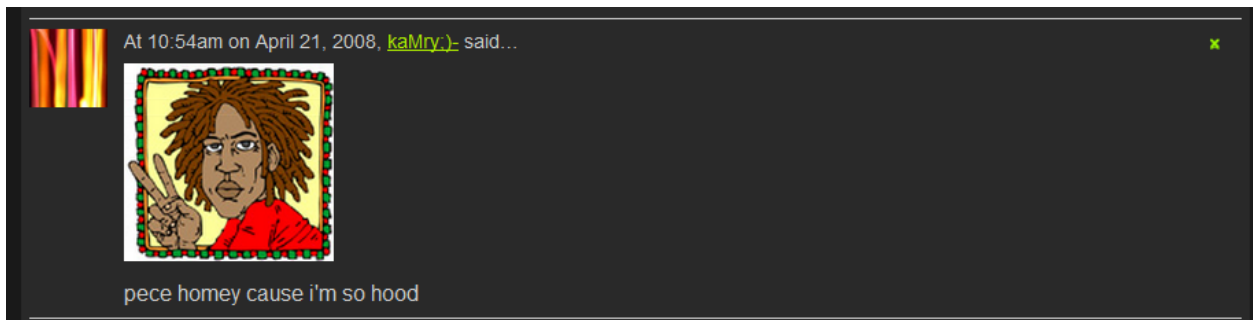 At 10:54am on April 21, 2008, kaMry;)- said…
x
pece homey cause i'm so hood